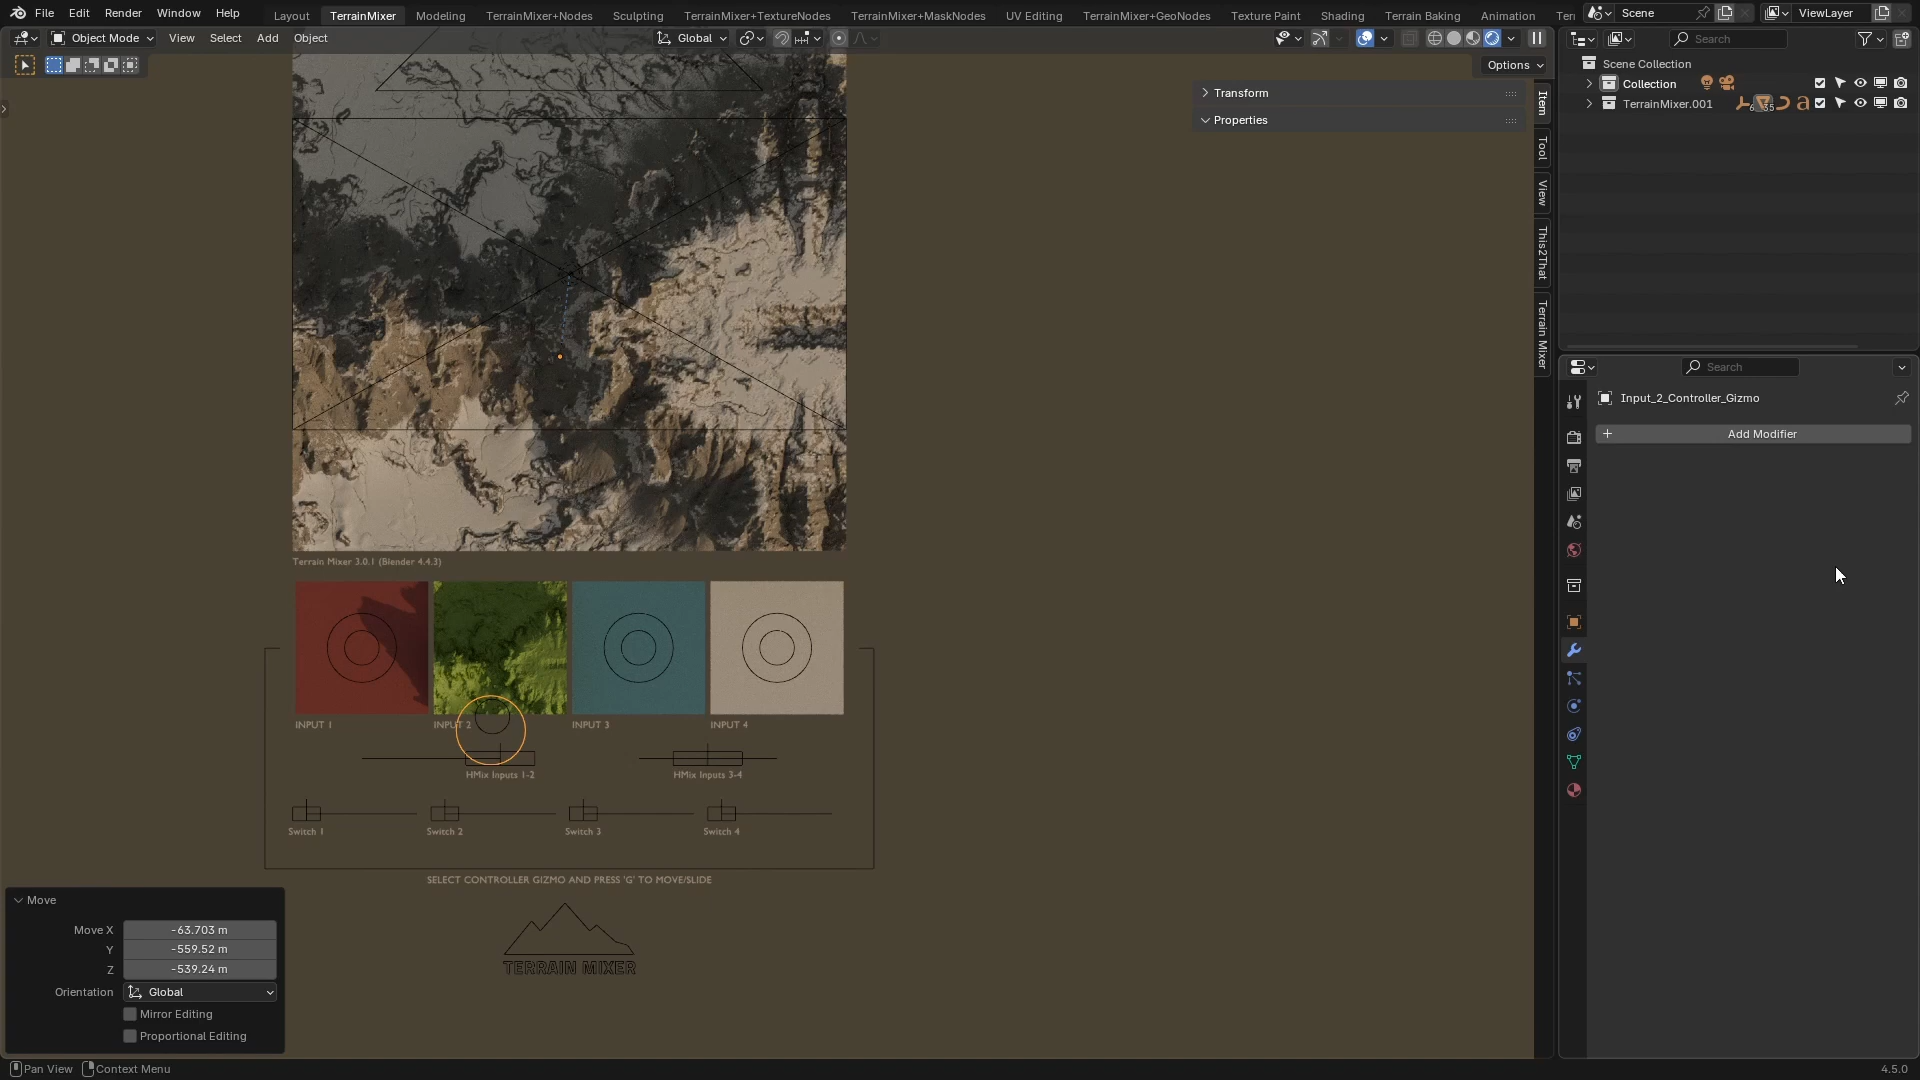 File Edit Render Window Help
Layout TerrainMixer Modeling TerrainMixer+Nodes Sculpting TerrainMixer+TextureNodes TerrainMixer+MaskNodes UV Editing TerrainMixer+GeoNodes Texture Paint Shading Terrain Baking Animation Terr
Scene ViewLayer
Object Mode View Select Add Object
Global
Search
Options
Transform
Properties
Item
Tool
View
This2That
Terrain Mixer
Scene Collection
Collection
TerrainMixer.001
Search
Input_2_Controller_Gizmo
Add Modifier
Terrain Mixer 3.0.1 (Blender 4.4.3)
INPUT 1 INPUT 2 INPUT 3 INPUT 4
HMix Inputs 1-2 HMix Inputs 3-4
Switch 1 Switch 2 Switch 3 Switch 4
SELECT CONTROLLER GIZMO AND PRESS 'G' TO MOVE/SLIDE
TERRAIN MIXER
Move
Move X -63.703 m
Y -559.52 m
Z -539.24 m
Orientation Global
Mirror Editing
Proportional Editing
Pan View Context Menu
4.5.0